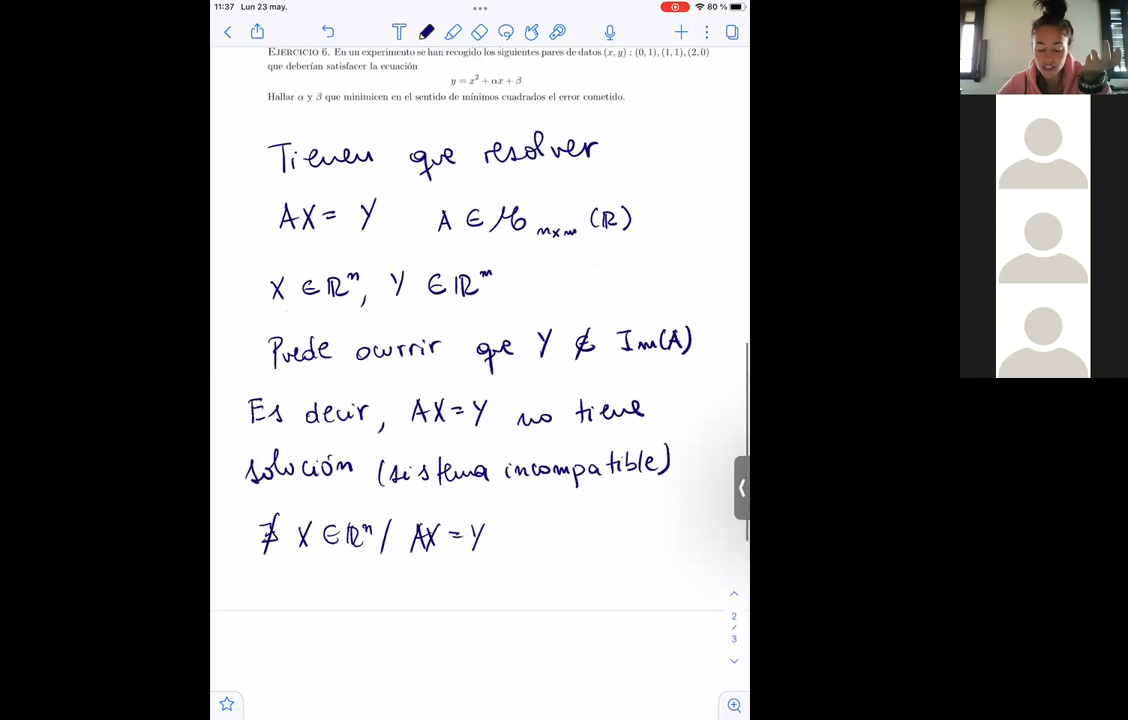 11:37 Lun 23 may. 80 %
EJERCICIO 6. En un experimento se han recogido los siguientes pares de datos (x, y) : (0, 1), (1, 1), (2, 0)
que deberían satisfacer la ecuación
y = x² + αx + β
Hallar α y β que minimicen en el sentido de mínimos cuadrados el error cometido.
Tienen que resolver
AX = Y A ∈ M_{m×n} (ℝ)
X ∈ ℝⁿ, Y ∈ ℝᵐ
Puede ocurrir que Y ∉ Im(A)
Es decir, AX = Y no tiene
solución (sistema incompatible)
∄ X ∈ ℝⁿ / AX = Y
2
/
3